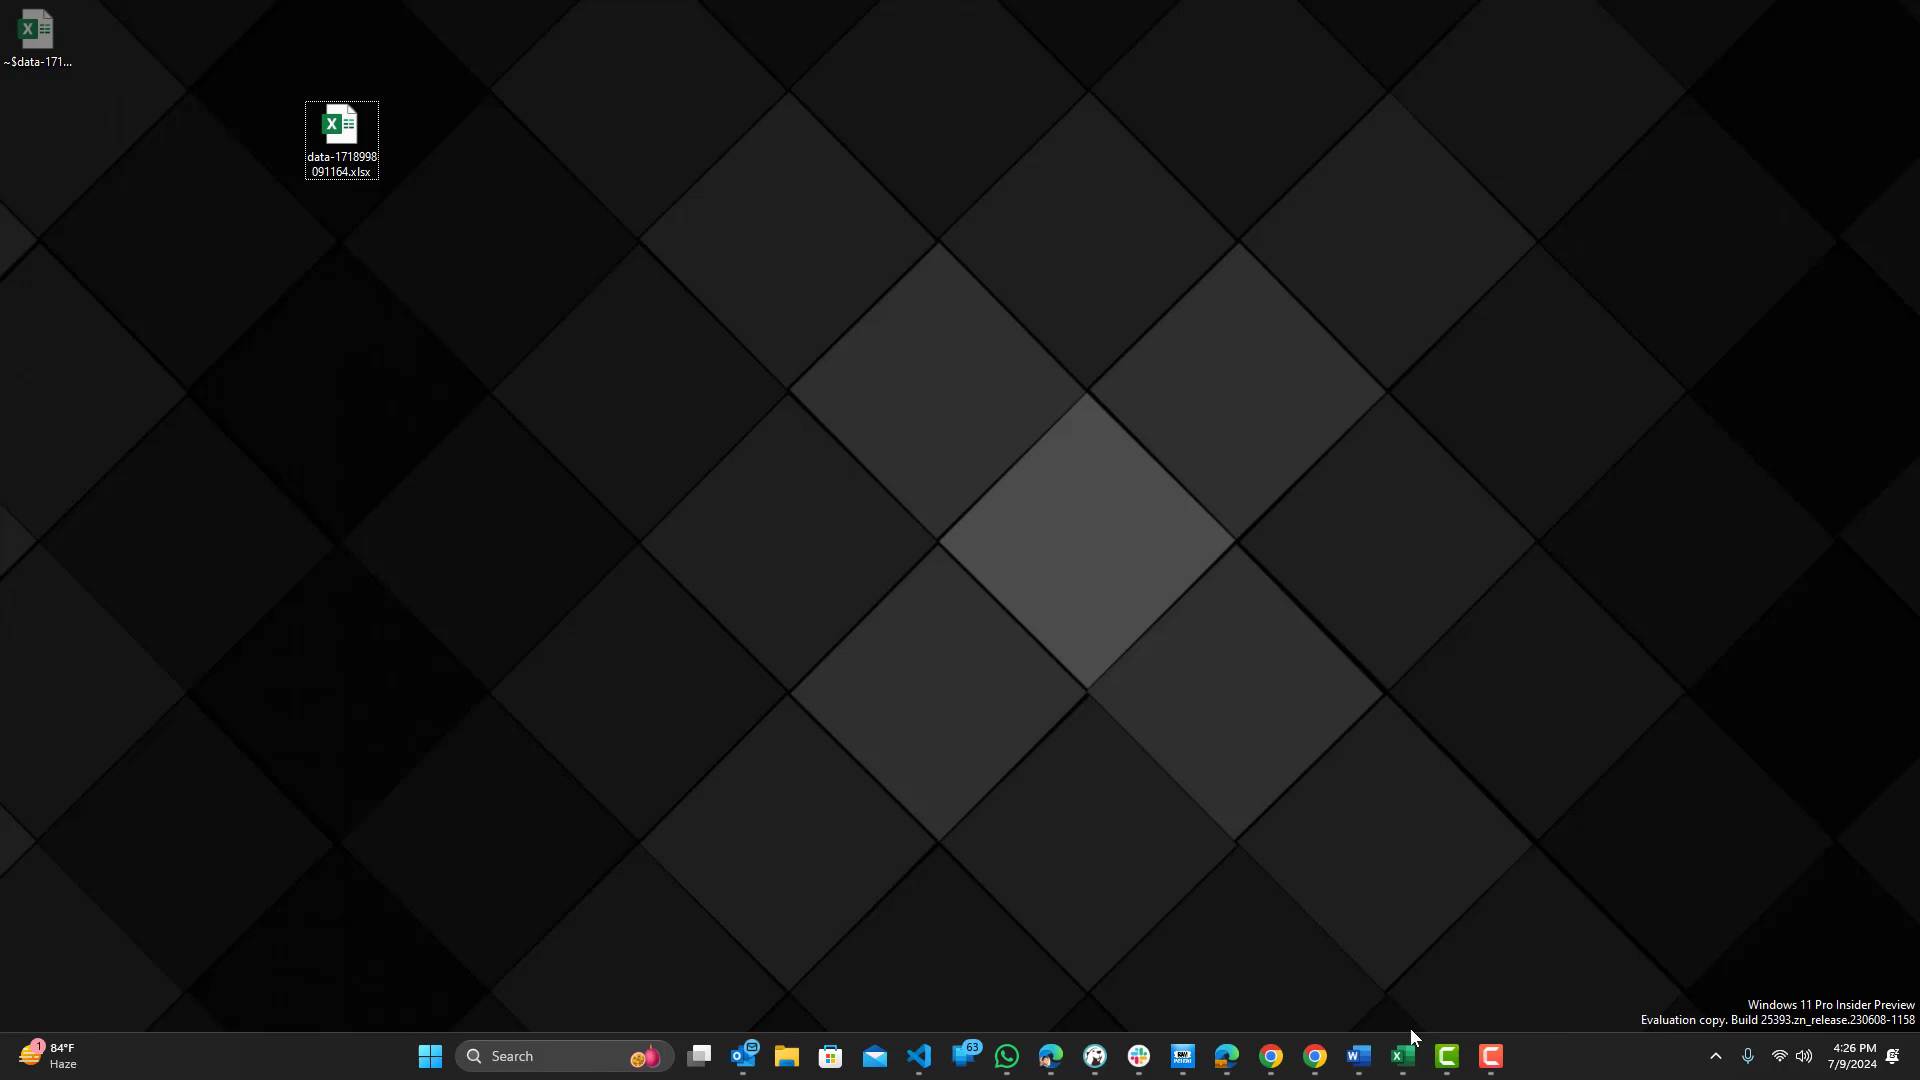 ~$data-171...
data-1718998
091164.xlsx
Windows 11 Pro Insider Preview
Evaluation copy. Build 25393.zn_release.230608-1158
1
84°F
Haze
Search
63
4:26 PM
7/9/2024